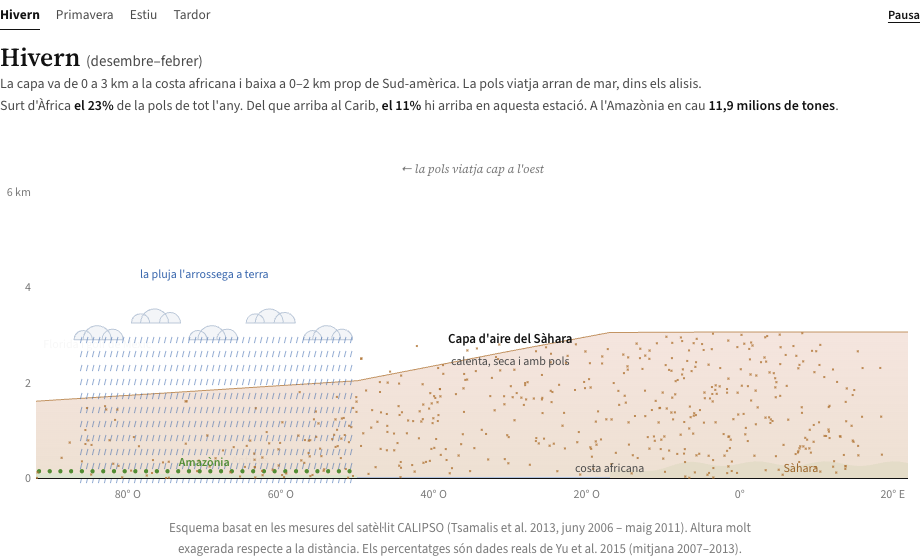 Hivern Primavera Estiu Tardor Pausa
Hivern (desembre–febrer)
La capa va de 0 a 3 km a la costa africana i baixa a 0–2 km prop de Sud-amèrica. La pols viatja arran de mar, dins els alisis.
Surt d'Àfrica el 23% de la pols de tot l'any. Del que arriba al Carib, el 11% hi arriba en aquesta estació. A l'Amazònia en cau 11,9 milions de tones.
← la pols viatja cap a l'oest
6 km
la pluja l'arrossega a terra
4
Capa d'aire del Sàhara
calenta, seca i amb pols
2
Amazònia
costa africana
Sàhara
0
80° O 60° O 40° O 20° O 0° 20° E
Esquema basat en les mesures del satèl·lit CALIPSO (Tsamalis et al. 2013, juny 2006 – maig 2011). Altura molt
exagerada respecte a la distància. Els percentatges són dades reals de Yu et al. 2015 (mitjana 2007–2013).